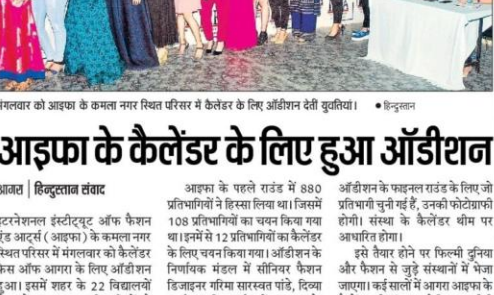 मंगलवार को आइफा के कमला नगर स्थित परिसर में कैलेंडर के लिए ऑडीशन देतीं युवतियां। • हिन्दुस्तान
आइफा के कैलेंडर के लिए हुआ ऑडीशन
आगरा | हिन्दुस्तान संवाद
इंटरनेशनल इंस्टीट्यूट ऑफ फैशन
एंड आर्ट्स (आइफा) के कमला नगर
स्थित परिसर में मंगलवार को कैलेंडर
फेस ऑफ आगरा के लिए ऑडीशन
हुआ। इसमें शहर के 22 विद्यालयों
आइफा के पहले राउंड में 880
प्रतिभागियों ने हिस्सा लिया था। जिसमें
108 प्रतिभागियों का चयन किया गया
था। इनमें से 12 प्रतिभागियों का कैलेंडर
के लिए चयन किया गया। ऑडीशन के
निर्णायक मंडल में सीनियर फैशन
डिजाइनर गरिमा सारस्वत पांडे, दिव्या
ऑडीशन के फाइनल राउंड के लिए जो
प्रतिभागी चुनी गई हैं, उनकी फोटोग्राफी
होगी। संस्था के कैलेंडर थीम पर
आधारित होगा।
इसे तैयार होने पर फिल्मी दुनिया
और फैशन से जुड़े संस्थानों में भेजा
जाएगा। कई सालों में आगरा आइफा के